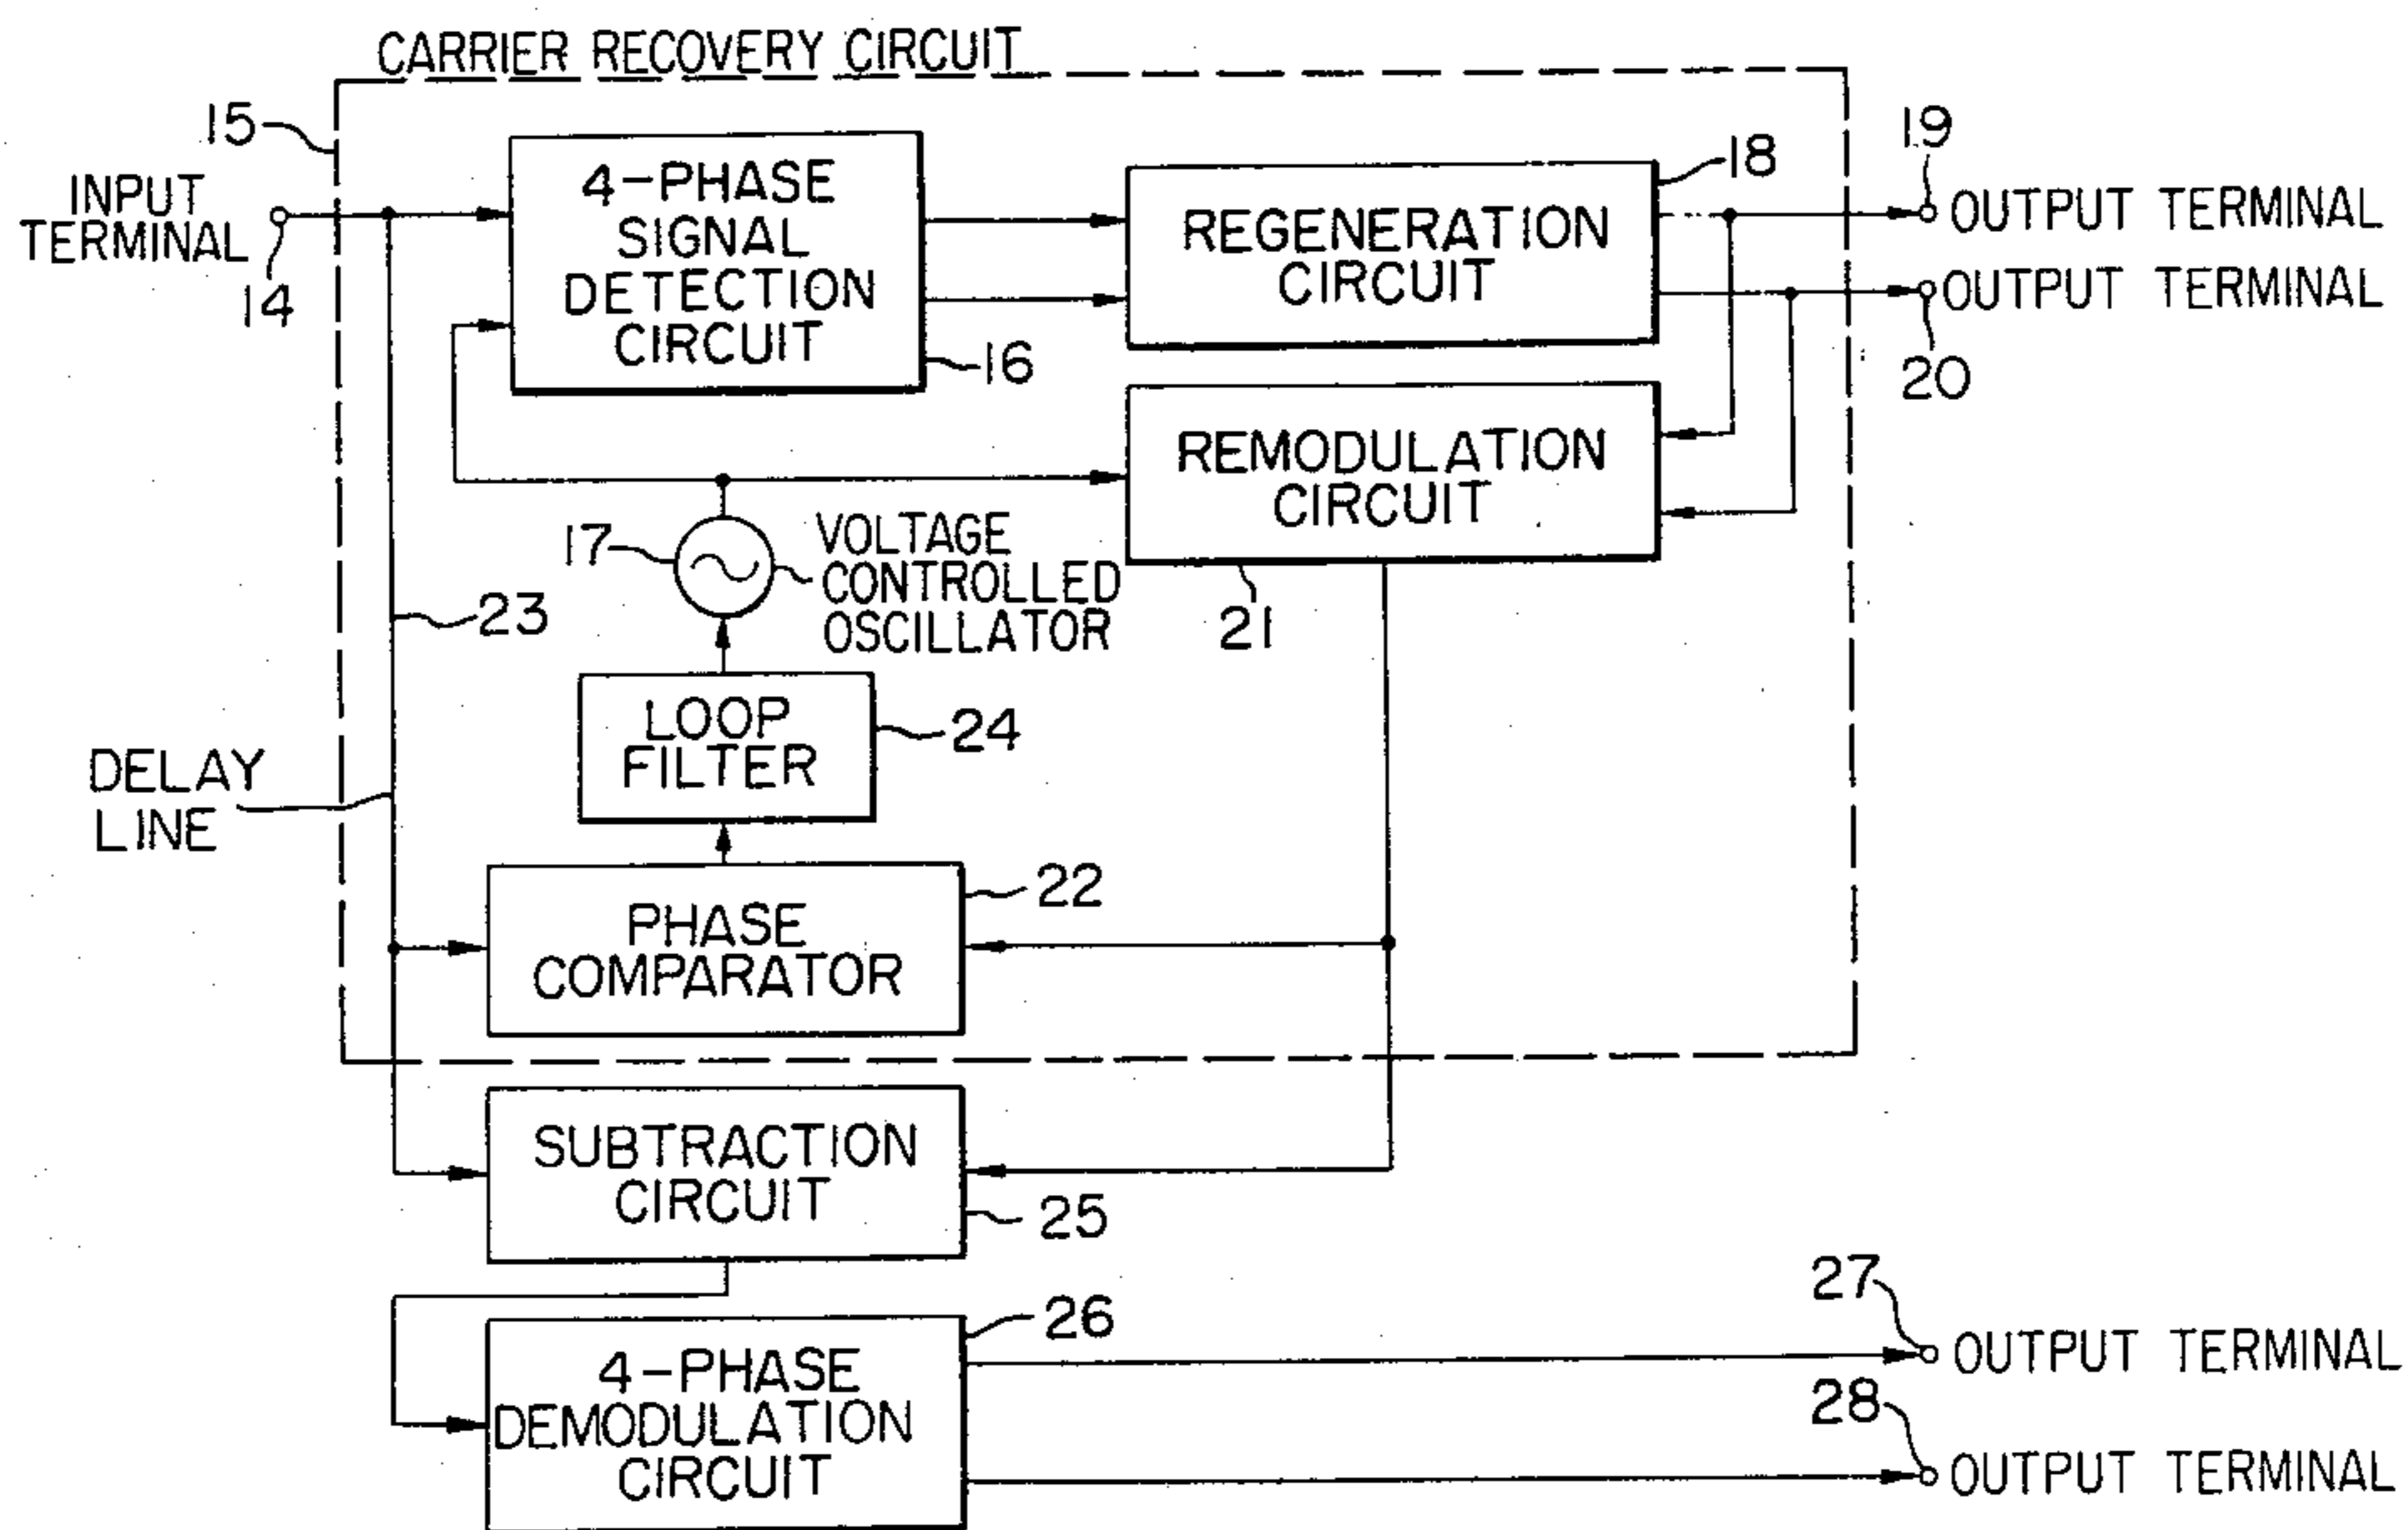 CARRIER RECOVERY CIRCUIT
15
INPUT
TERMINAL
14
4-PHASE
SIGNAL
DETECTION
CIRCUIT
16
REGENERATION
CIRCUIT
18
19
OUTPUT TERMINAL
OUTPUT TERMINAL
20
REMODULATION
CIRCUIT
21
17
VOLTAGE
CONTROLLED
OSCILLATOR
23
LOOP
FILTER
24
DELAY
LINE
PHASE
COMPARATOR
22
SUBTRACTION
CIRCUIT
25
4-PHASE
DEMODULATION
CIRCUIT
26
27
OUTPUT TERMINAL
28
OUTPUT TERMINAL